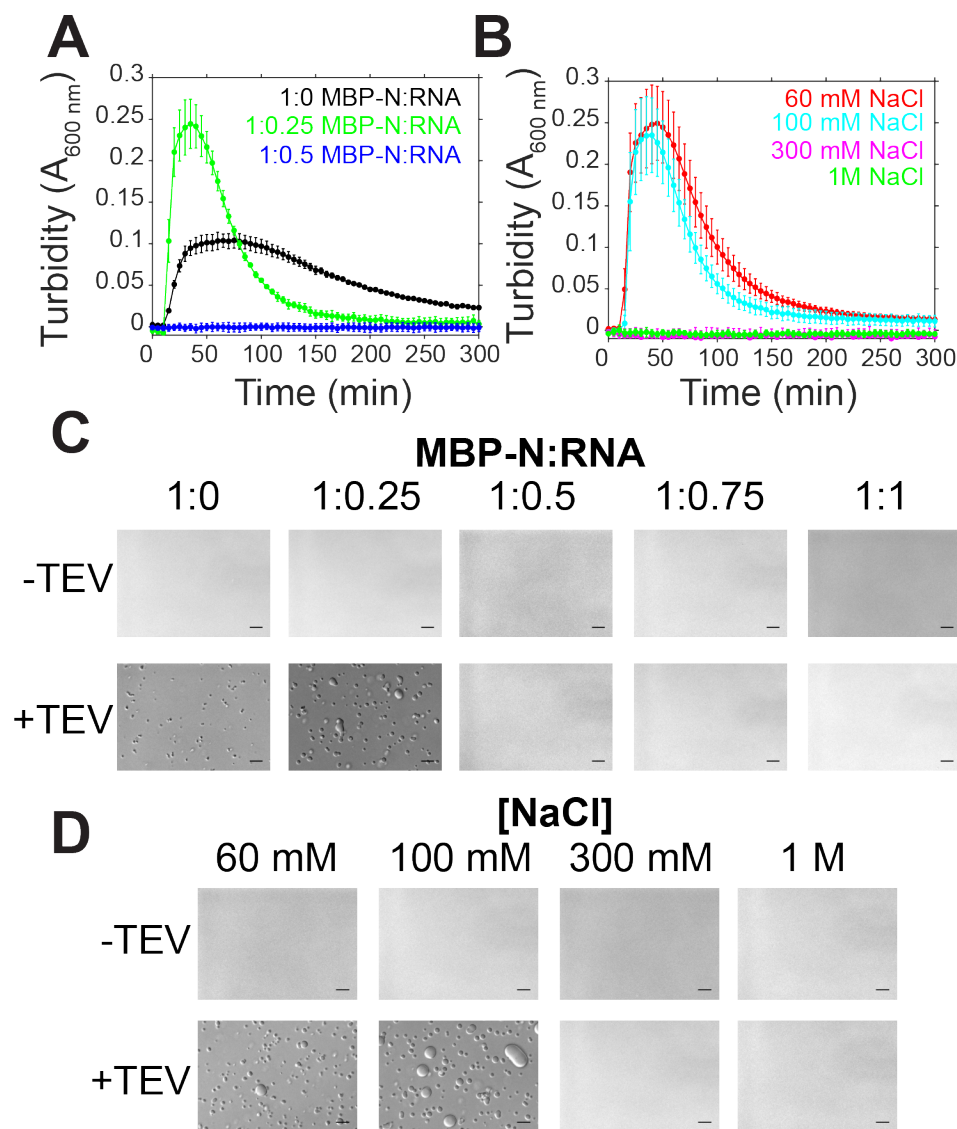 A
B
Turbidity (A600 nm)
0.3
0.25
0.2
0.15
0.1
0.05
0
1:0 MBP-N:RNA
1:0.25 MBP-N:RNA
1:0.5 MBP-N:RNA
0 50 100 150 200 250 300
Time (min)
Turbidity (A600 nm)
0.3
0.25
0.2
0.15
0.1
0.05
0
60 mM NaCl
100 mM NaCl
300 mM NaCl
1M NaCl
0 50 100 150 200 250 300
Time (min)
C
MBP-N:RNA
1:0 1:0.25 1:0.5 1:0.75 1:1
-TEV
+TEV
D
[NaCl]
60 mM 100 mM 300 mM 1 M
-TEV
+TEV